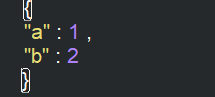 {
"a" : 1 ,
"b" : 2
}